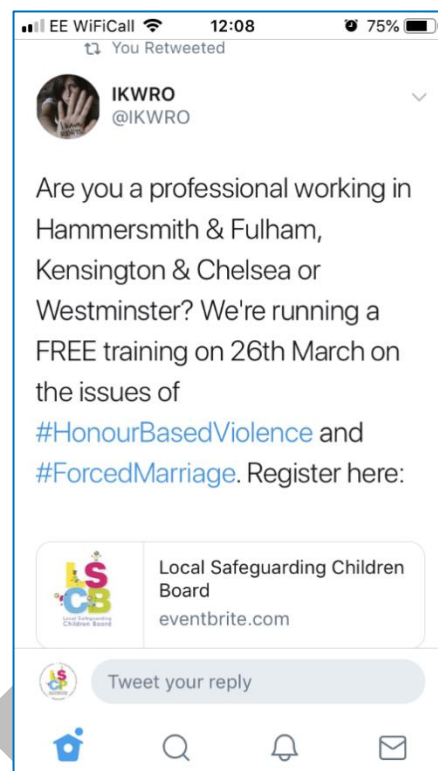 EE WiFiCall 12:08 75%
You Retweeted
IKWRO
@IKWRO
Are you a professional working in
Hammersmith & Fulham,
Kensington & Chelsea or
Westminster? We're running a
FREE training on 26th March on
the issues of
#HonourBasedViolence and
#ForcedMarriage. Register here:
LSCB
Local Safeguarding
Children Board
Local Safeguarding Children
Board
eventbrite.com
LSCP
Tweet your reply